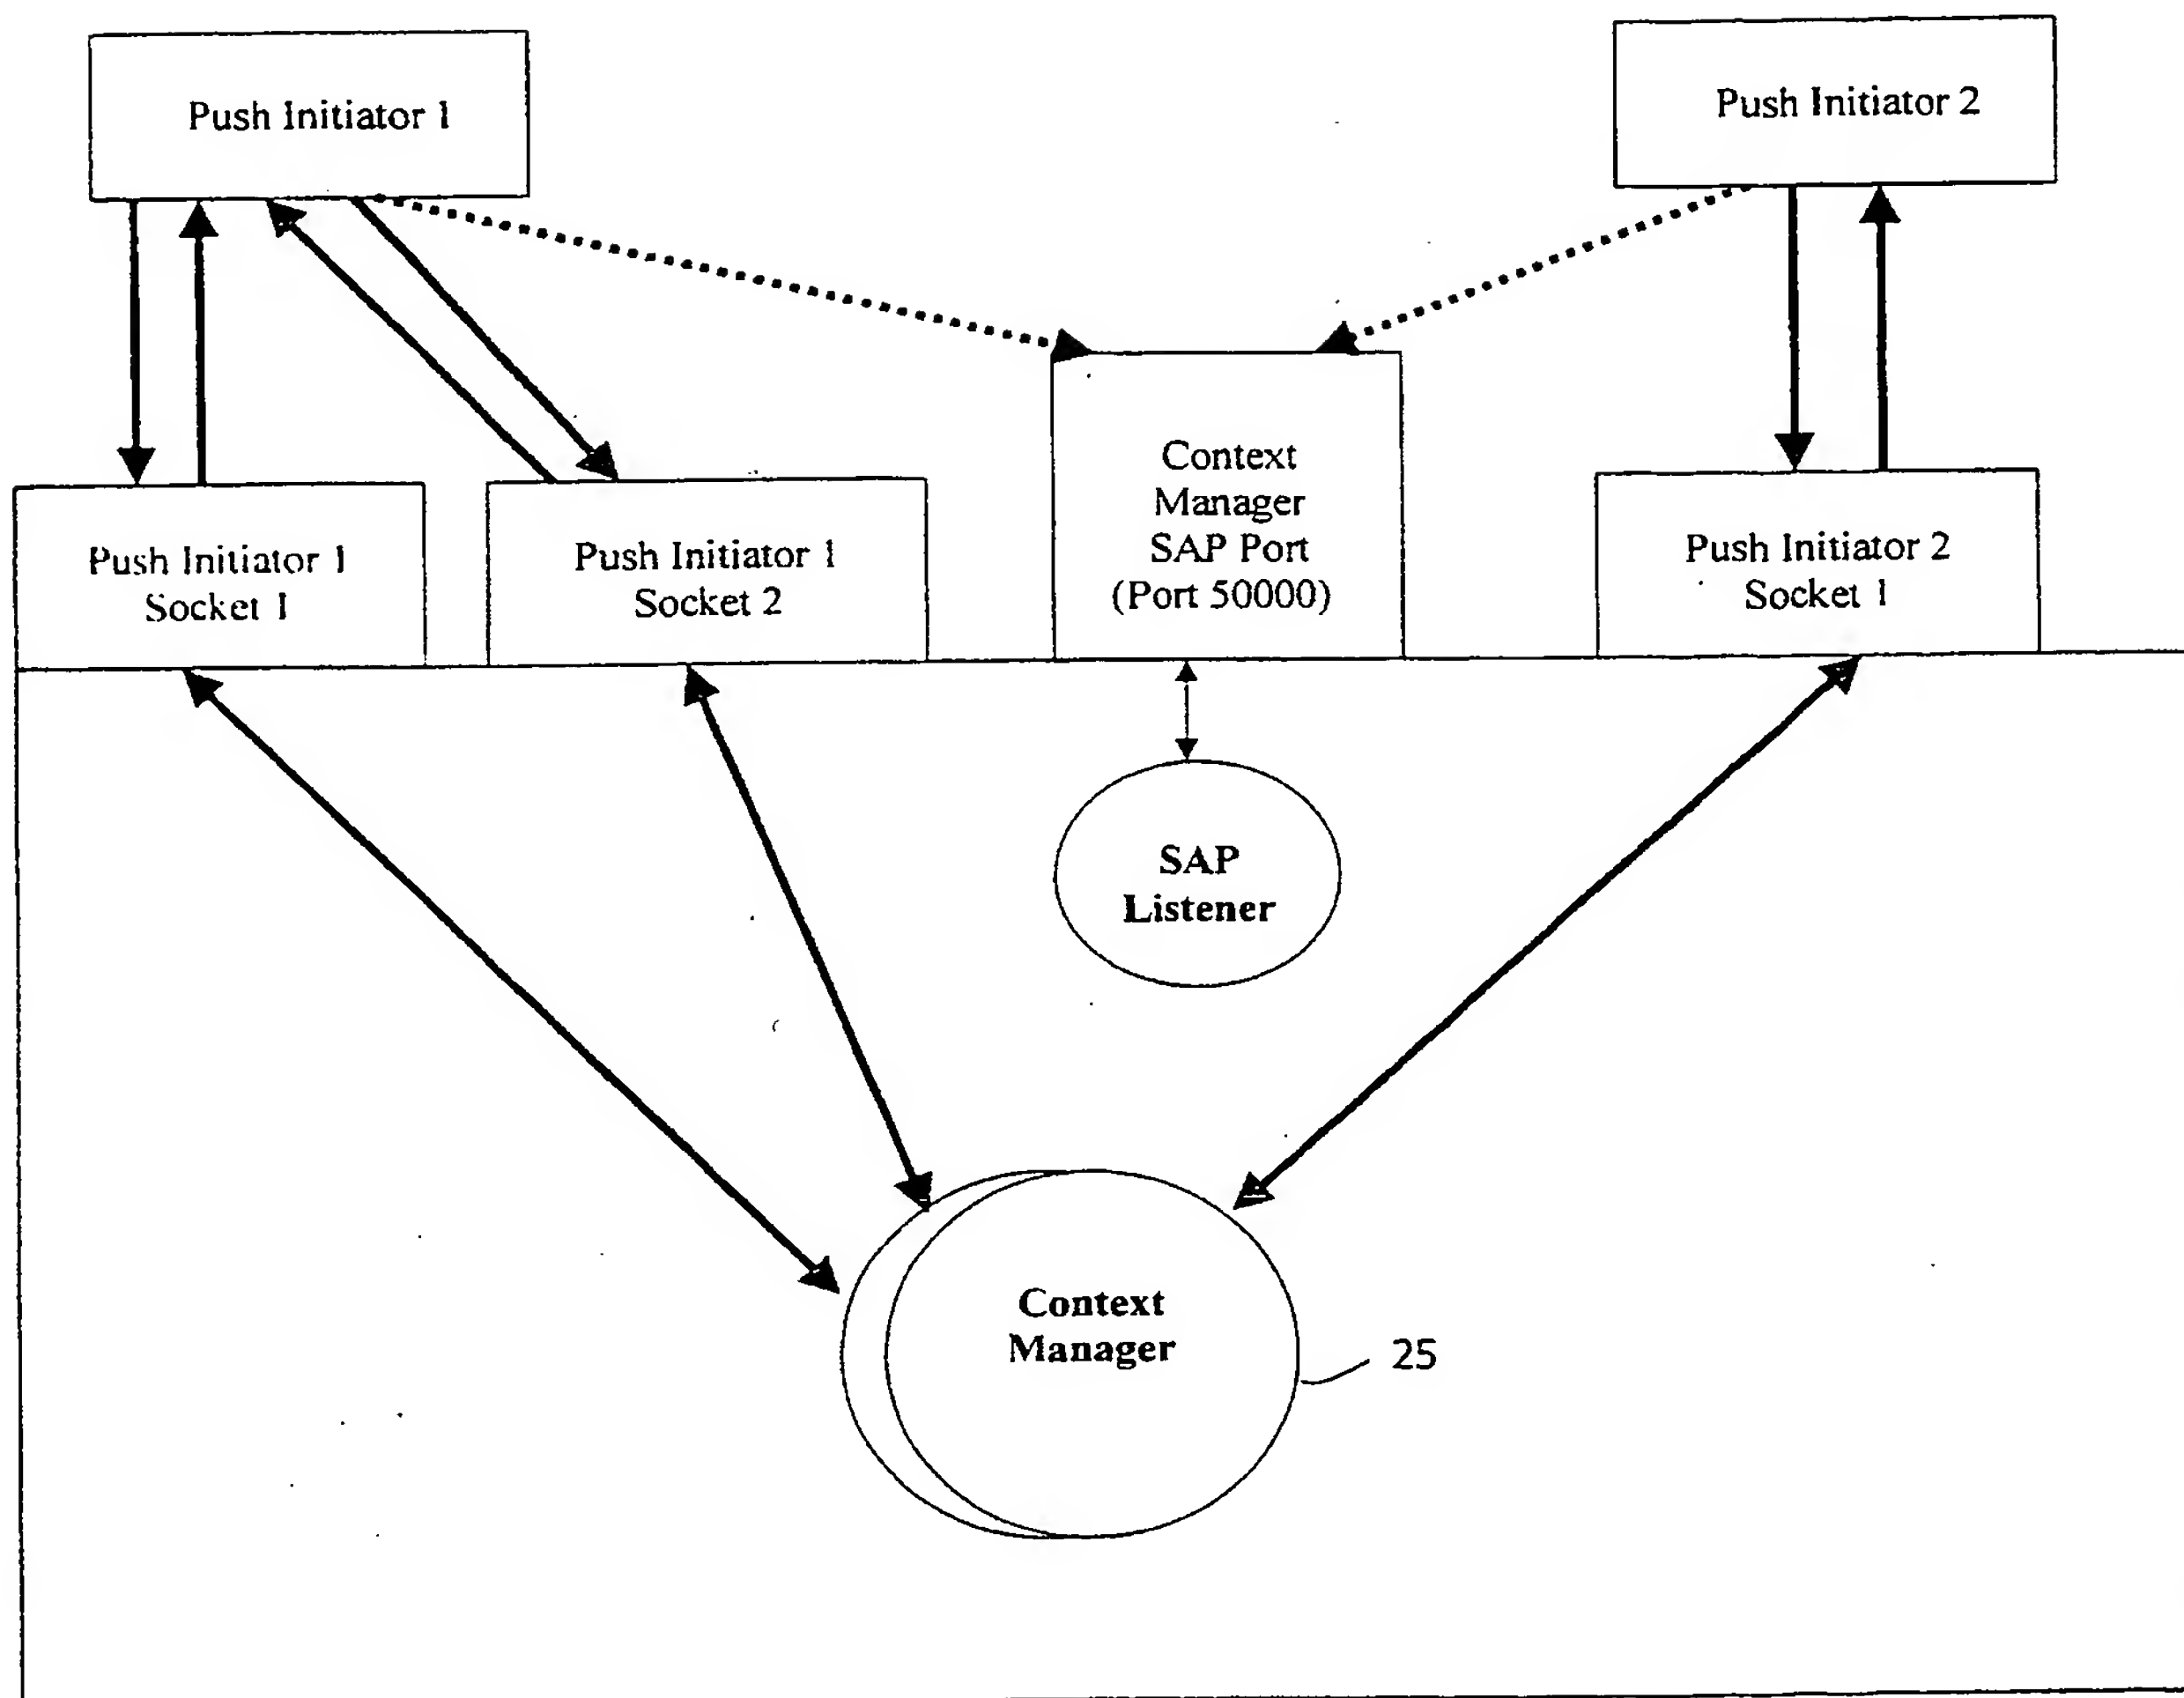 Push Initiator 1
Push Initiator 2
Push Initiator 1
Socket 1
Push Initiator 1
Socket 2
Context
Manager
SAP Port
(Port 50000)
Push Initiator 2
Socket 1
SAP
Listener
Context
Manager
25